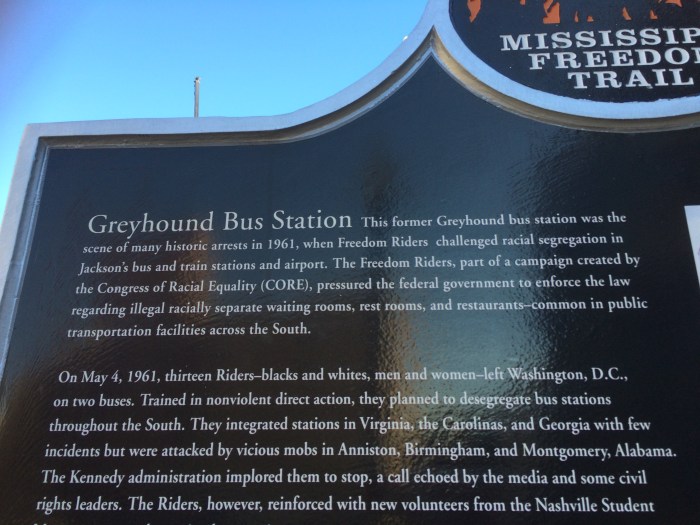 MISSISSIP
FREEDO
TRAIL
Greyhound Bus Station This former Greyhound bus station was the
scene of many historic arrests in 1961, when Freedom Riders challenged racial segregation in
Jackson's bus and train stations and airport. The Freedom Riders, part of a campaign created by
the Congress of Racial Equality (CORE), pressured the federal government to enforce the law
regarding illegal racially separate waiting rooms, rest rooms, and restaurants–common in public
transportation facilities across the South.
On May 4, 1961, thirteen Riders–blacks and whites, men and women–left Washington, D.C.,
on two buses. Trained in nonviolent direct action, they planned to desegregate bus stations
throughout the South. They integrated stations in Virginia, the Carolinas, and Georgia with few
incidents but were attacked by vicious mobs in Anniston, Birmingham, and Montgomery, Alabama.
The Kennedy administration implored them to stop, a call echoed by the media and some civil
rights leaders. The Riders, however, reinforced with new volunteers from the Nashville Student